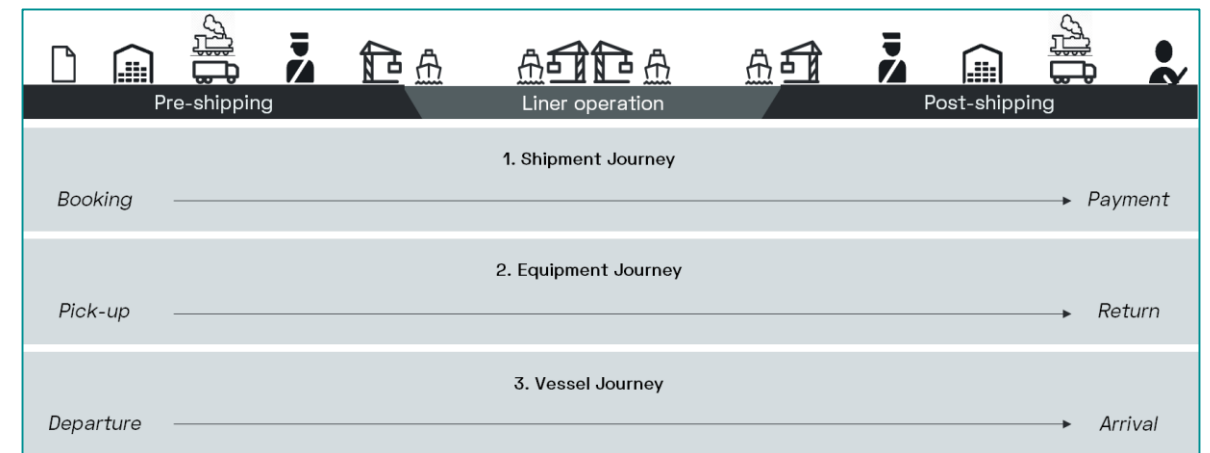 Pre-shipping Liner operation Post-shipping
1. Shipment Journey
Booking Payment
2. Equipment Journey
Pick-up Return
3. Vessel Journey
Departure Arrival